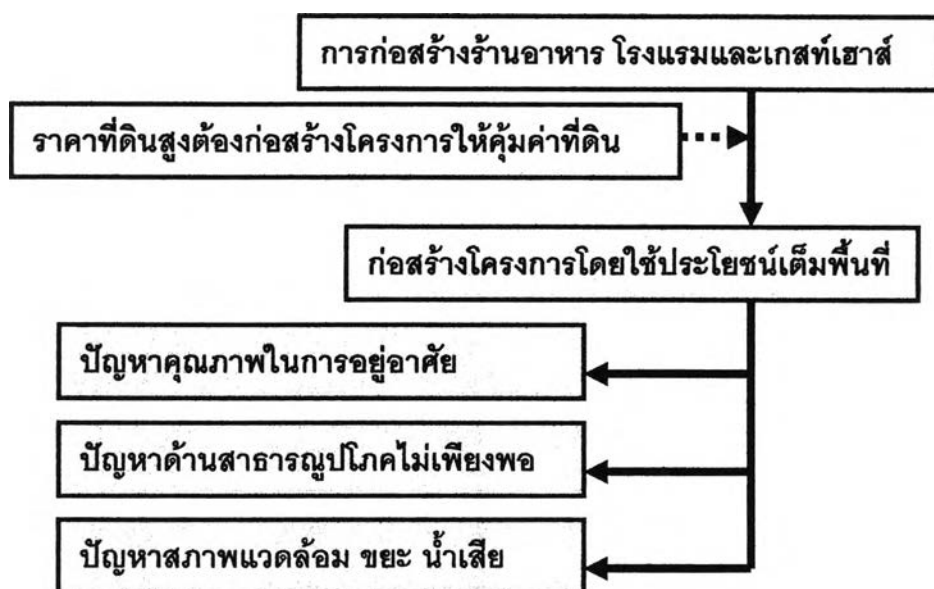 การก่อสร้างร้านอาหาร โรงแรมและเกสท์เฮาส์
ราคาที่ดินสูงต้องก่อสร้างโครงการให้คุ้มค่าที่ดิน
ก่อสร้างโครงการโดยใช้ประโยชน์เต็มพื้นที่
ปัญหาคุณภาพในการอยู่อาศัย
ปัญหาด้านสาธารณูปโภคไม่เพียงพอ
ปัญหาสภาพแวดล้อม ขยะ น้ำเสีย